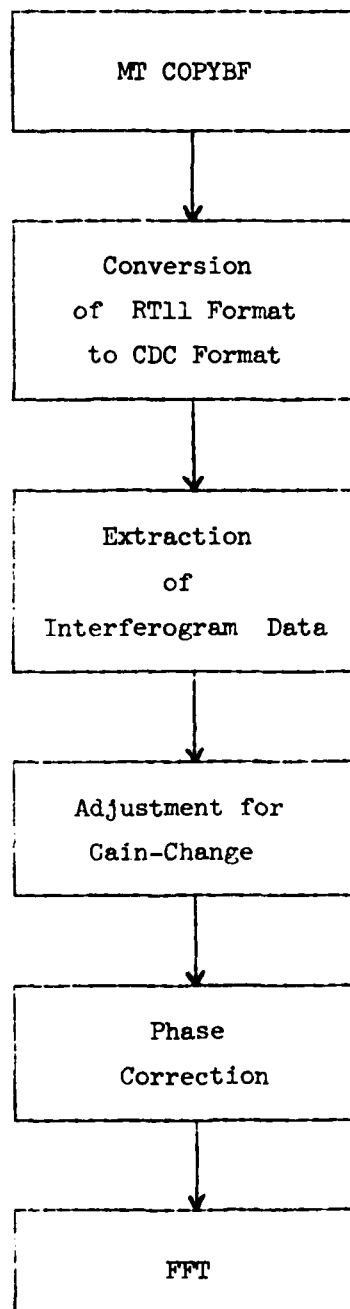 MT COPYBF
Conversion
of RT11 Format
to CDC Format
Extraction
of
Interferogram Data
Adjustment for
Gain-Change
Phase
Correction
FFT